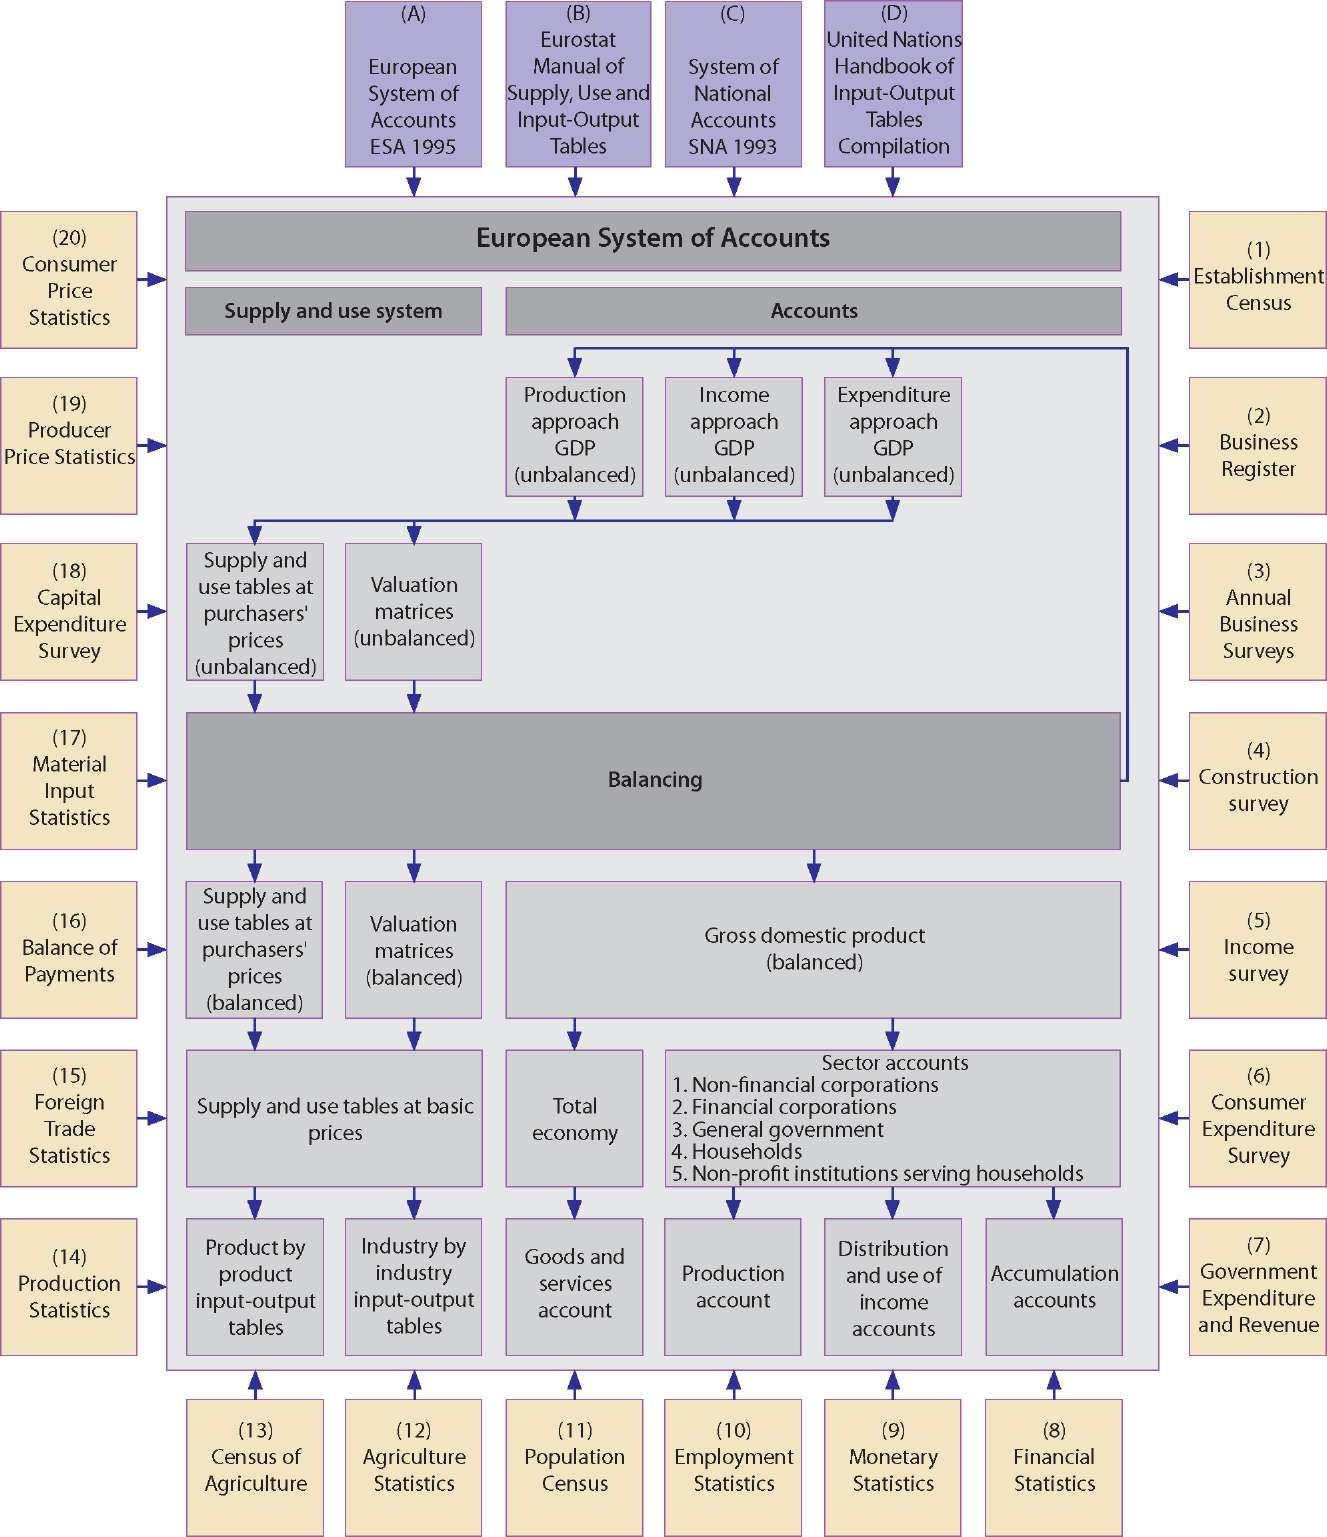 (A)
European
System of
Accounts
ESA 1995
(B)
Eurostat
Manual of
Supply, Use and
Input-Output
Tables
(C)
System of
National
Accounts
SNA 1993
(D)
United Nations
Handbook of
Input-Output
Tables
Compilation
European System of Accounts
Supply and use system
Accounts
(20)
Consumer
Price
Statistics
(1)
Establishment
Census
Production
approach
GDP
(unbalanced)
Income
approach
GDP
(unbalanced)
Expenditure
approach
GDP
(unbalanced)
(19)
Producer
Price Statistics
(2)
Business
Register
Supply and
use tables at
purchasers'
prices
(unbalanced)
Valuation
matrices
(unbalanced)
(18)
Capital
Expenditure
Survey
(3)
Annual
Business
Surveys
(17)
Material
Input
Statistics
Balancing
(4)
Construction
survey
(16)
Balance of
Payments
Supply and
use tables at
purchasers'
prices
(balanced)
Valuation
matrices
(balanced)
Gross domestic product
(balanced)
(5)
Income
survey
(15)
Foreign
Trade
Statistics
Supply and use tables at basic
prices
Total
economy
Sector accounts
1. Non-financial corporations
2. Financial corporations
3. General government
4. Households
5. Non-profit institutions serving households
(6)
Consumer
Expenditure
Survey
(14)
Production
Statistics
Product by
product
input-output
tables
Industry by
industry
input-output
tables
Goods and
services
account
Production
account
Distribution
and use of
income
accounts
Accumulation
accounts
(7)
Government
Expenditure
and Revenue
(13)
Census of
Agriculture
(12)
Agriculture
Statistics
(11)
Population
Census
(10)
Employment
Statistics
(9)
Monetary
Statistics
(8)
Financial
Statistics